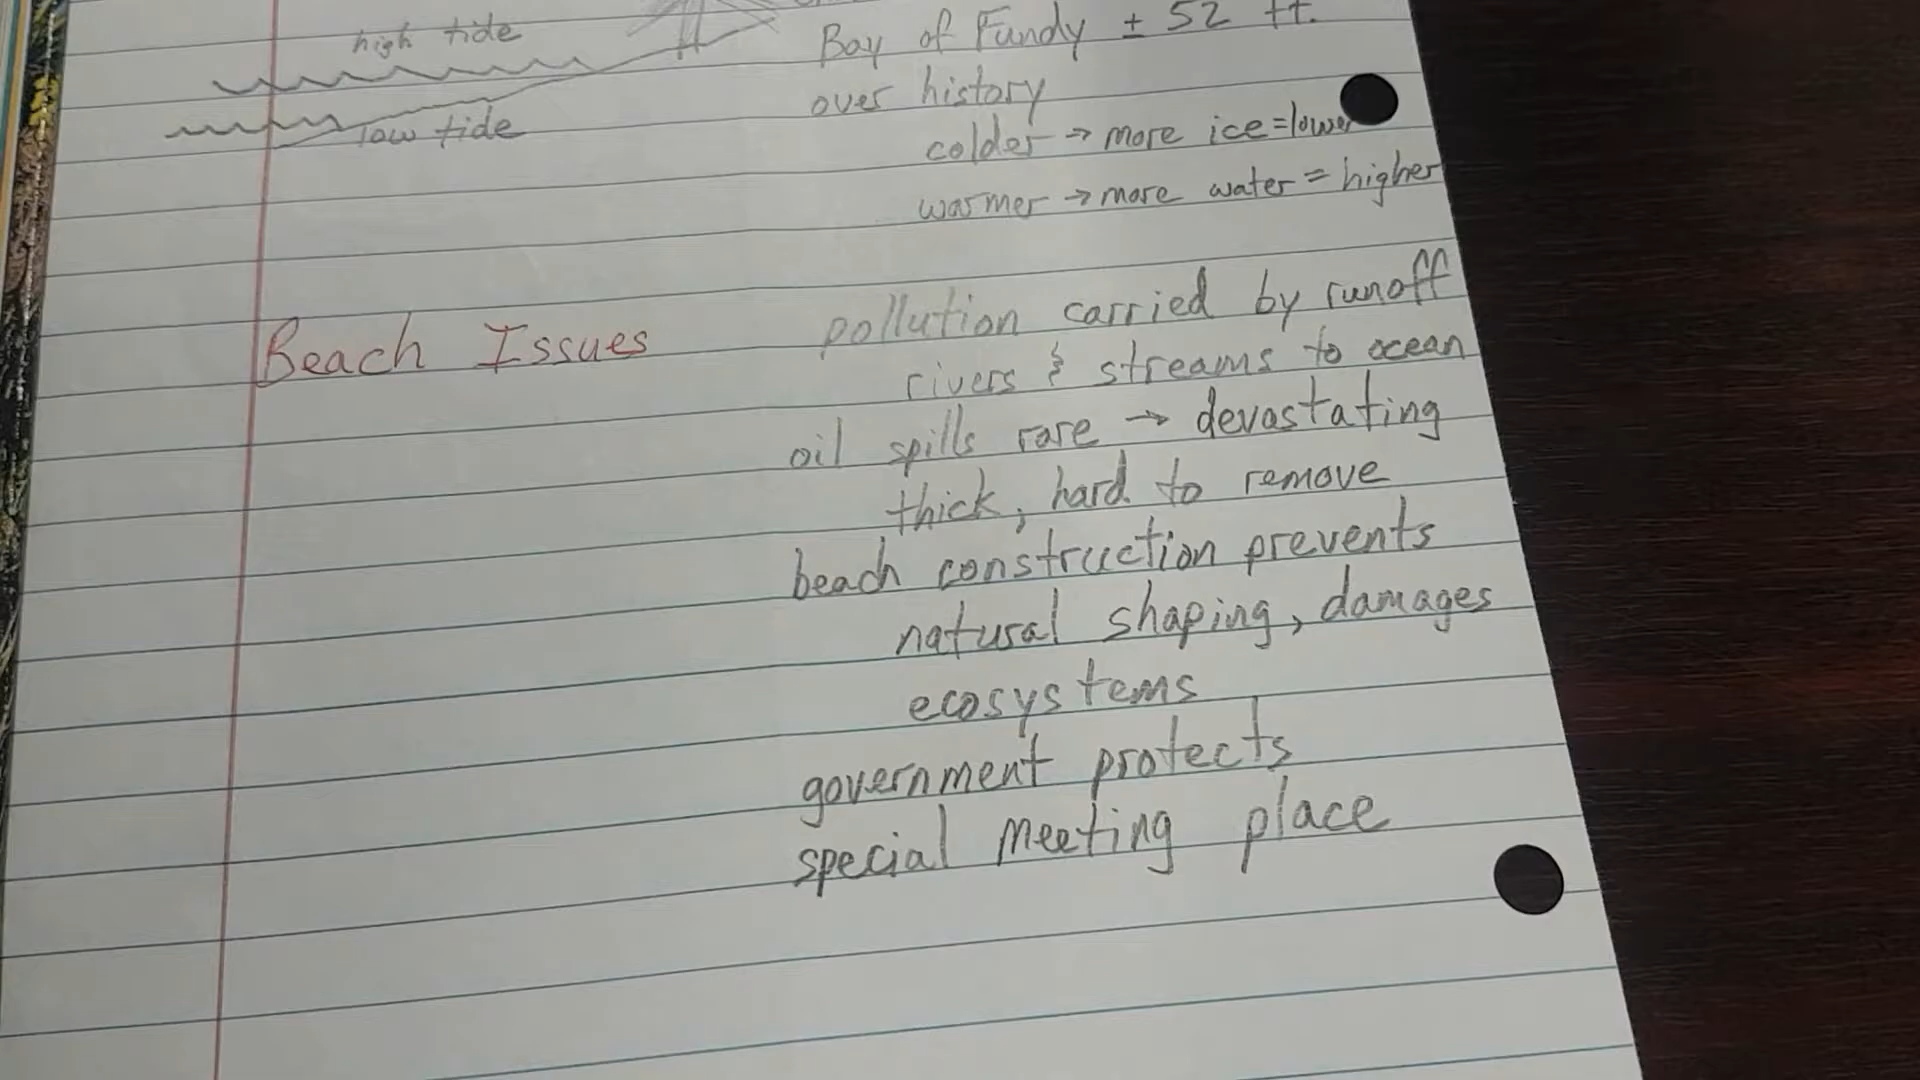 high tide
low tide
Bay of Fundy ± 52 ft.
over history
colder → more ice = lower
warmer → more water = higher
Beach Issues
pollution carried by runoff
rivers & streams to ocean
oil spills rare → devastating
thick, hard to remove
beach construction prevents
natural shaping, damages
ecosystems
government protects
special meeting place